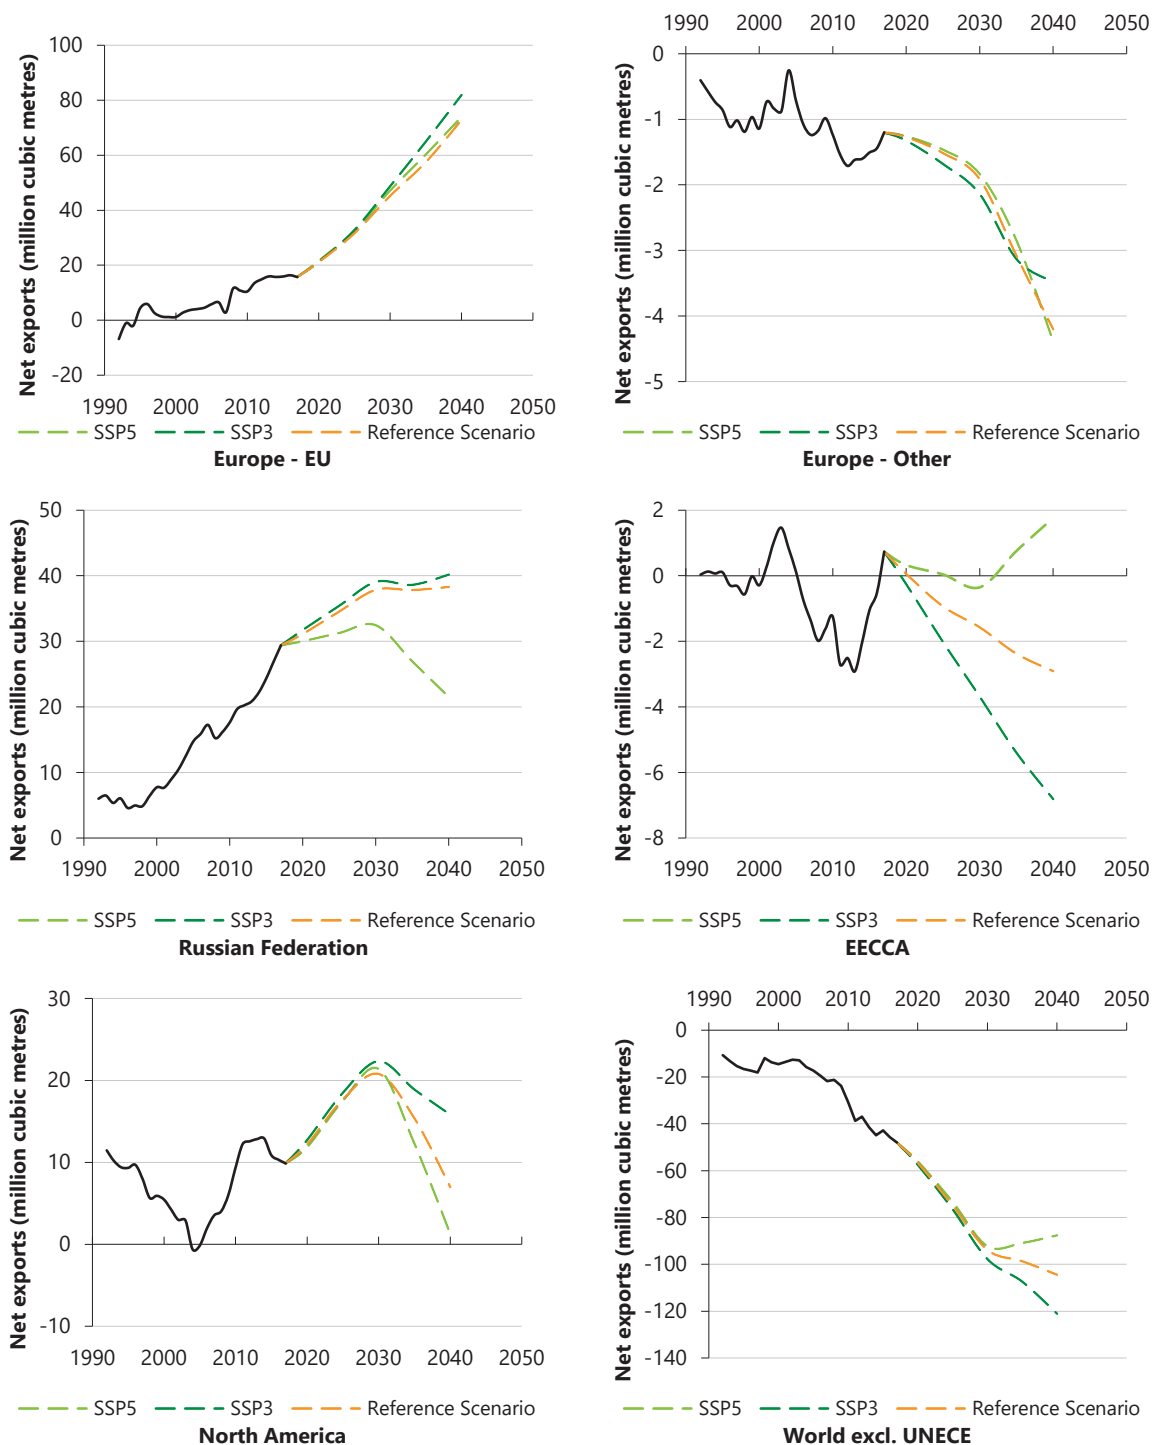 Net exports (million cubic metres)
100
80
60
40
20
0
-20
1990 2000 2010 2020 2030 2040 2050
SSP5 SSP3 Reference Scenario
Europe - EU
1990 2000 2010 2020 2030 2040 2050
Net exports (million cubic metres)
0
-1
-2
-3
-4
-5
SSP5 SSP3 Reference Scenario
Europe - Other
Net exports (million cubic metres)
50
40
30
20
10
0
1990 2000 2010 2020 2030 2040 2050
SSP5 SSP3 Reference Scenario
Russian Federation
Net exports (million cubic metres)
2
0
-2
-4
-6
-8
1990 2000 2010 2020 2030 2040 2050
SSP5 SSP3 Reference Scenario
EECCA
Net exports (million cubic metres)
30
20
10
0
-10
1990 2000 2010 2020 2030 2040 2050
SSP5 SSP3 Reference Scenario
North America
1990 2000 2010 2020 2030 2040 2050
Net exports (million cubic metres)
0
-20
-40
-60
-80
-100
-120
-140
SSP5 SSP3 Reference Scenario
World excl. UNECE